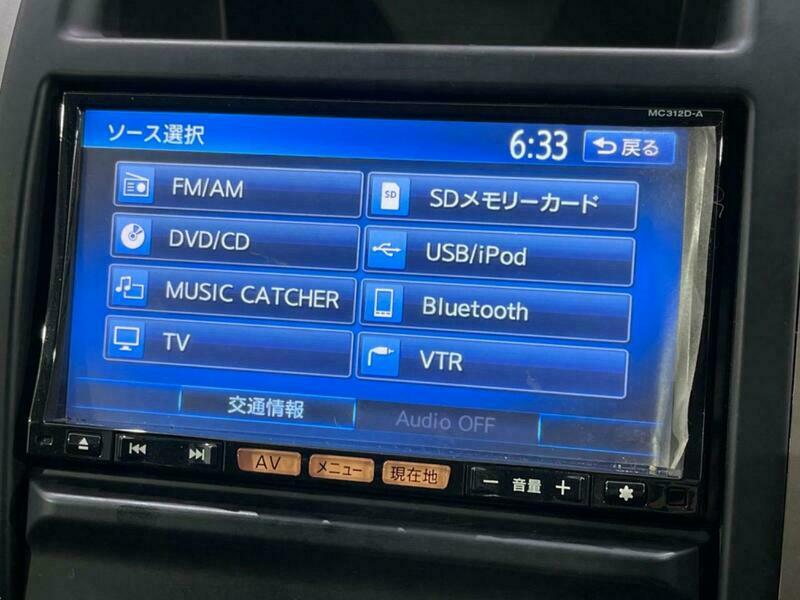 MC312D-A
ソース選択
6:33
戻る
FM/AM
SD
SDメモリーカード
DVD/CD
USB/iPod
MUSIC CATCHER
Bluetooth
TV
VTR
交通情報
Audio OFF
AV
メニュー
現在地
− 音量 +